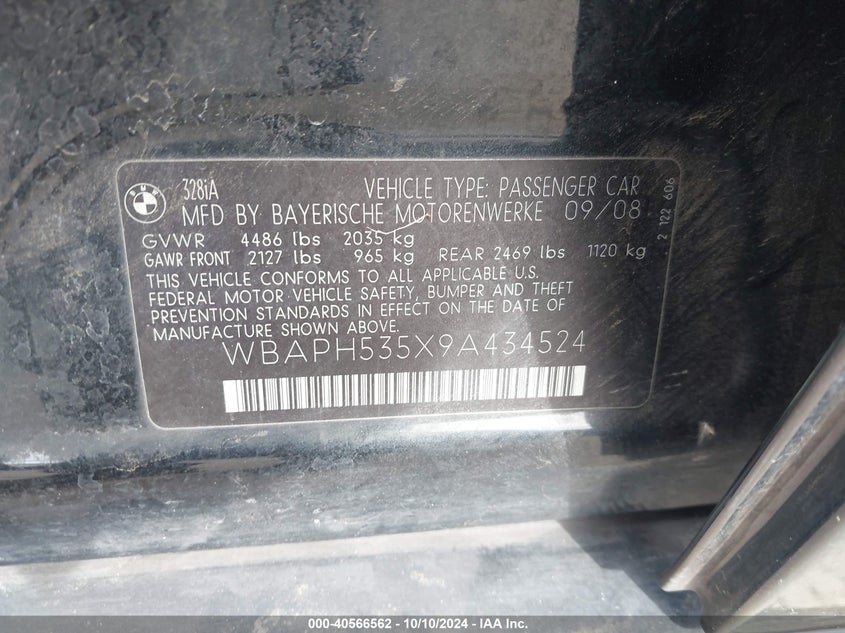 BMW
328iA
VEHICLE TYPE: PASSENGER CAR
MFD BY BAYERISCHE MOTORENWERKE 09/08
GVWR 4486 lbs 2035 kg
GAWR FRONT 2127 lbs 965 kg REAR 2469 lbs 1120 kg
THIS VEHICLE CONFORMS TO ALL APPLICABLE U.S.
FEDERAL MOTOR VEHICLE SAFETY, BUMPER AND THEFT
PREVENTION STANDARDS IN EFFECT ON THE DATE OF
MANUFACTURE SHOWN ABOVE.
WBAPH535X9A434524
2 122 606
000-40566562 - 10/10/2024 - IAA Inc.